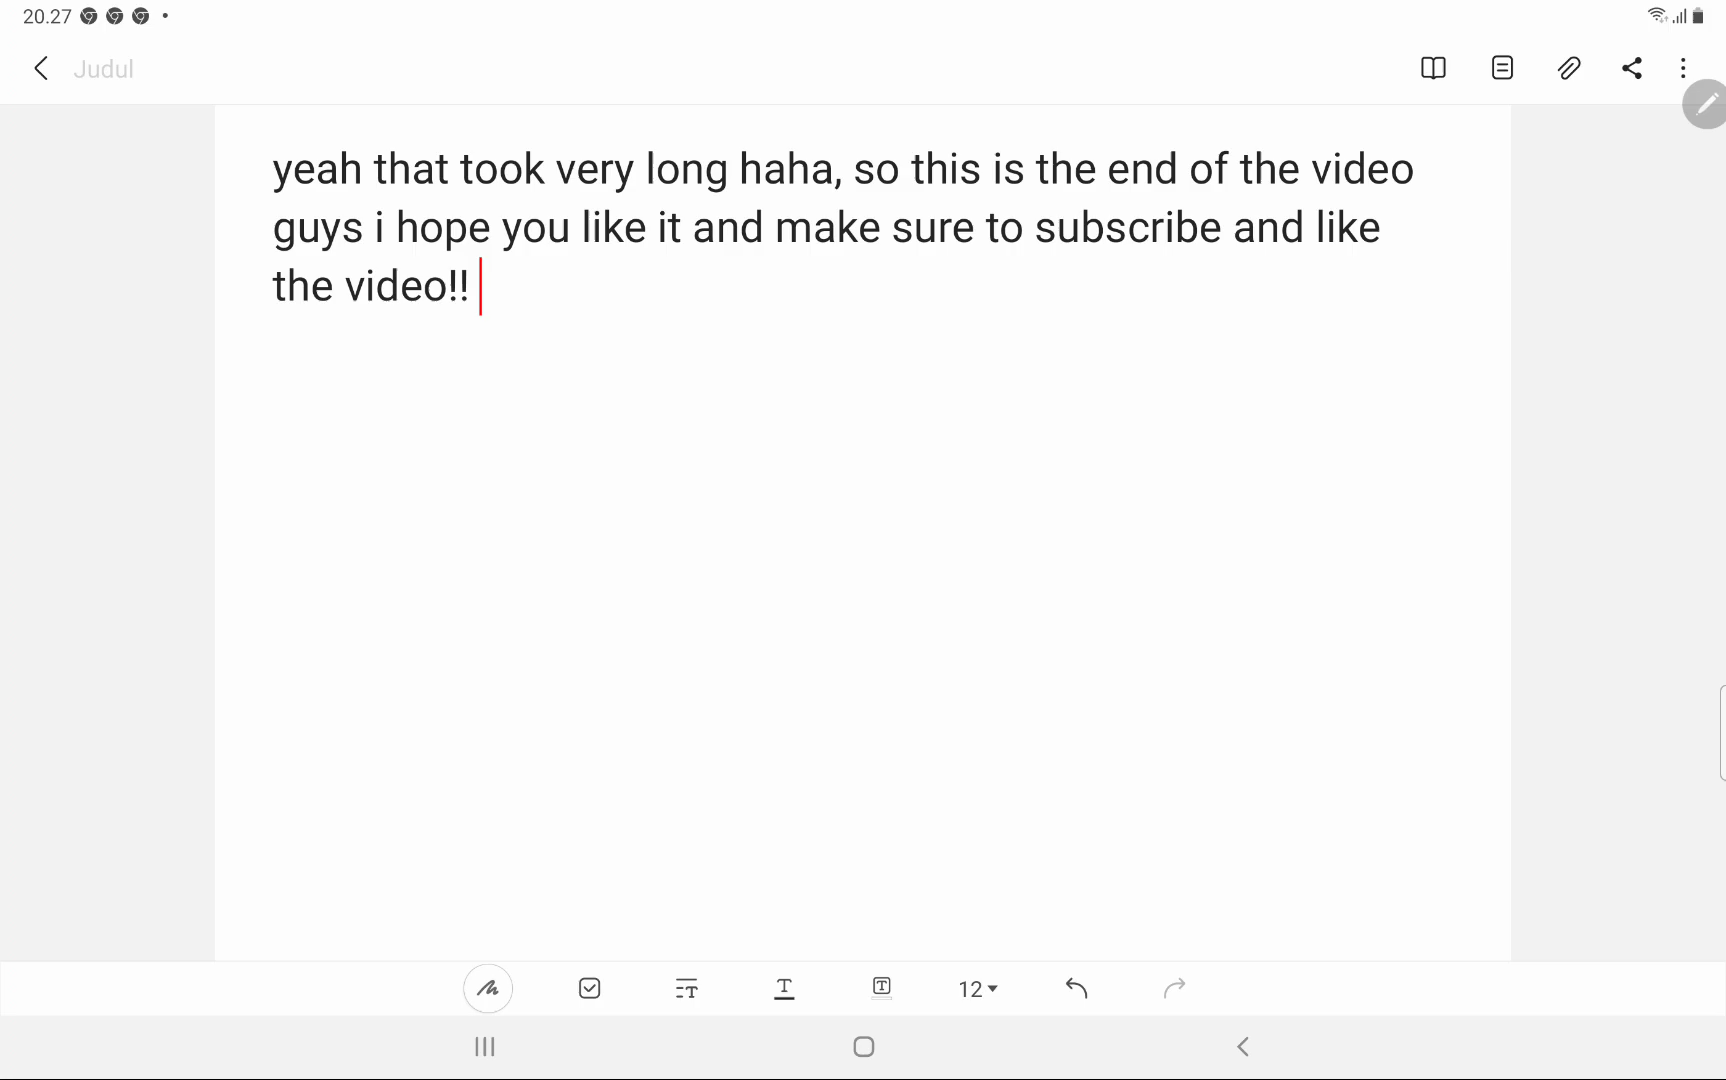 20.27
Judul
yeah that took very long haha, so this is the end of the video
guys i hope you like it and make sure to subscribe and like
the video!!
12